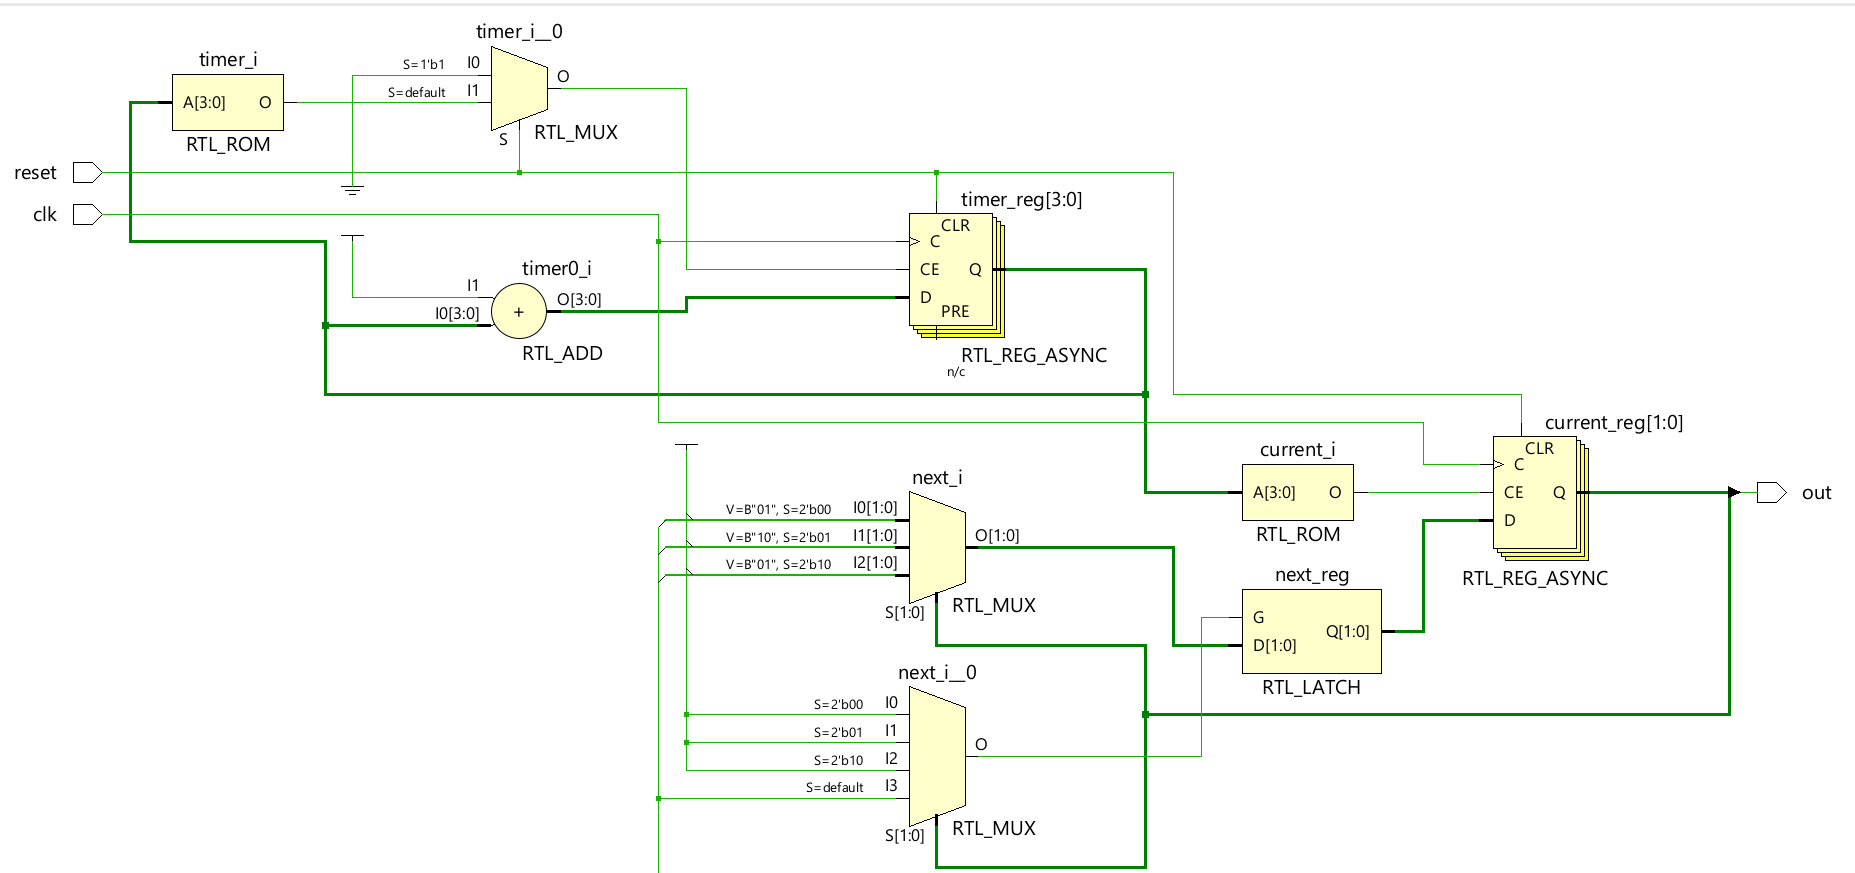 timer_i__0
timer_i
S=1'b1
I0
O
S=default
I1
A[3:0]
O
S
RTL_MUX
RTL_ROM
reset
timer_reg[3:0]
clk
CLR
C
timer0_i
CE
Q
I1
O[3:0]
D
I0[3:0]
+
PRE
RTL_ADD
RTL_REG_ASYNC
n/c
current_reg[1:0]
current_i
CLR
C
next_i
A[3:0]
O
CE
Q
out
V=B"01", S=2'b00
I0[1:0]
D
V=B"10", S=2'b01
I1[1:0]
O[1:0]
RTL_ROM
V=B"01", S=2'b10
I2[1:0]
next_reg
RTL_REG_ASYNC
S[1:0]
RTL_MUX
G
Q[1:0]
D[1:0]
next_i__0
RTL_LATCH
S=2'b00
I0
S=2'b01
I1
O
S=2'b10
I2
S=default
I3
S[1:0]
RTL_MUX